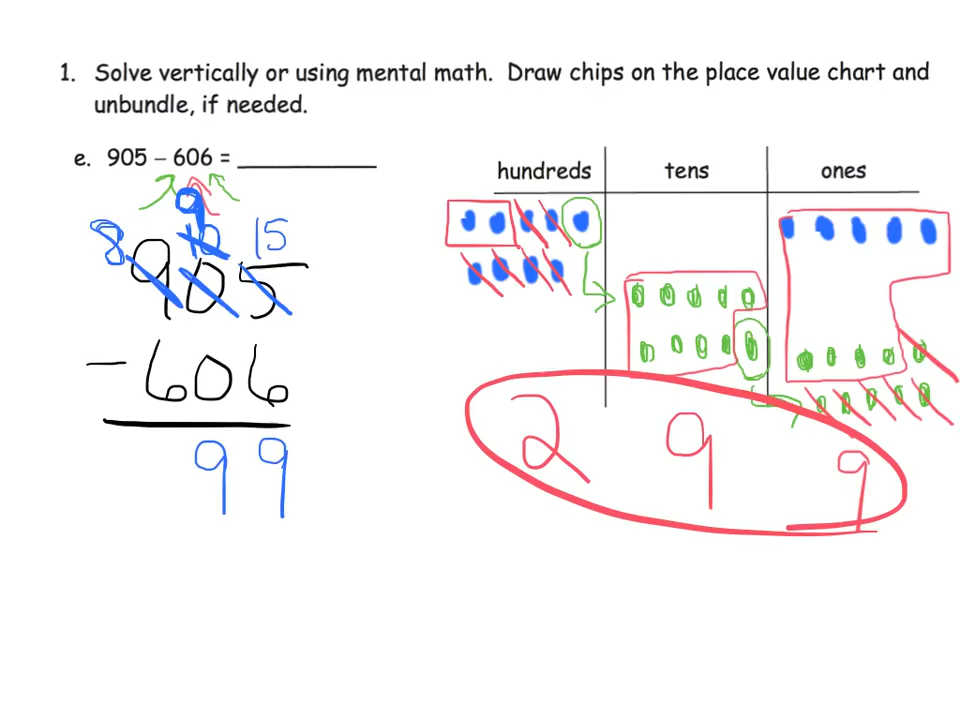 1. Solve vertically or using mental math. Draw chips on the place value chart and
unbundle, if needed.
e. 905 – 606 = ____________
hundreds tens ones
9
8 10 15
905
–606
99
2 9 9